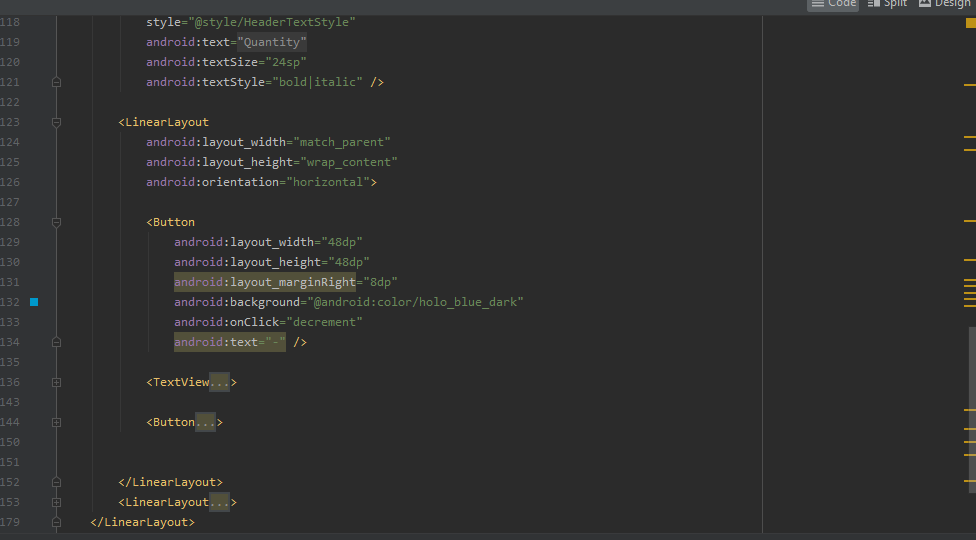 Code Split Design
118 style="@style/HeaderTextStyle"
119 android:text="Quantity"
120 android:textSize="24sp"
121 android:textStyle="bold|italic" />
122
123 <LinearLayout
124 android:layout_width="match_parent"
125 android:layout_height="wrap_content"
126 android:orientation="horizontal">
127
128 <Button
129 android:layout_width="48dp"
130 android:layout_height="48dp"
131 android:layout_marginRight="8dp"
132 android:background="@android:color/holo_blue_dark"
133 android:onClick="decrement"
134 android:text="-" />
135
136 <TextView...>
143
144 <Button...>
150
151
152 </LinearLayout>
153 <LinearLayout...>
179 </LinearLayout>